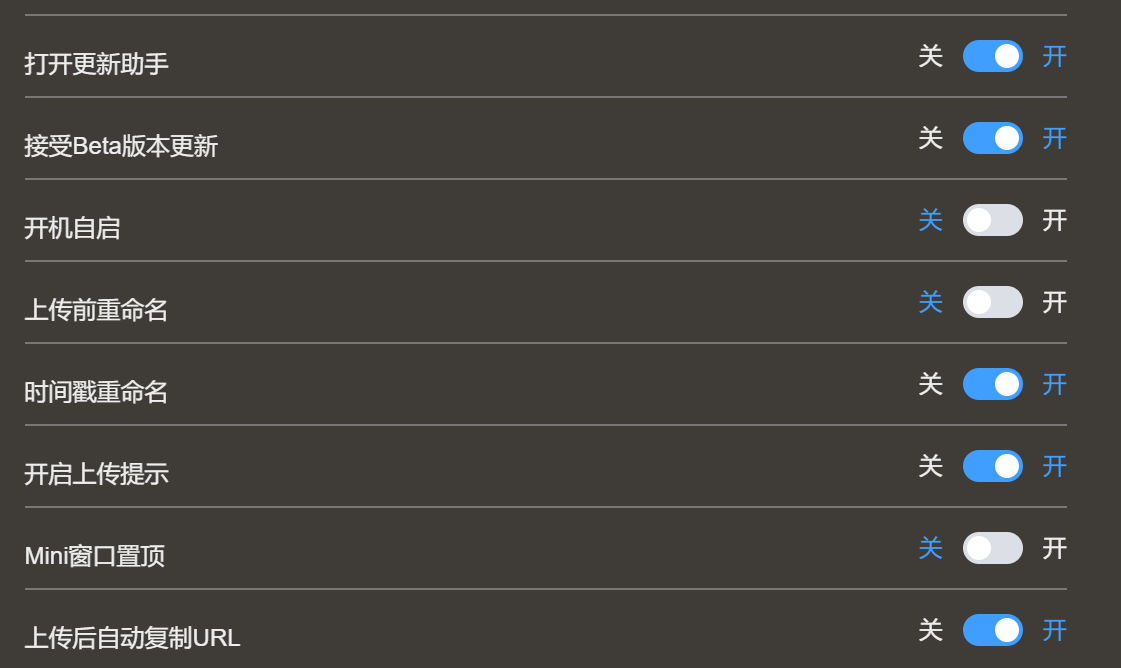 打开更新助手 关 开
接受Beta版本更新 关 开
开机自启 关 开
上传前重命名 关 开
时间戳重命名 关 开
开启上传提示 关 开
Mini窗口置顶 关 开
上传后自动复制URL 关 开